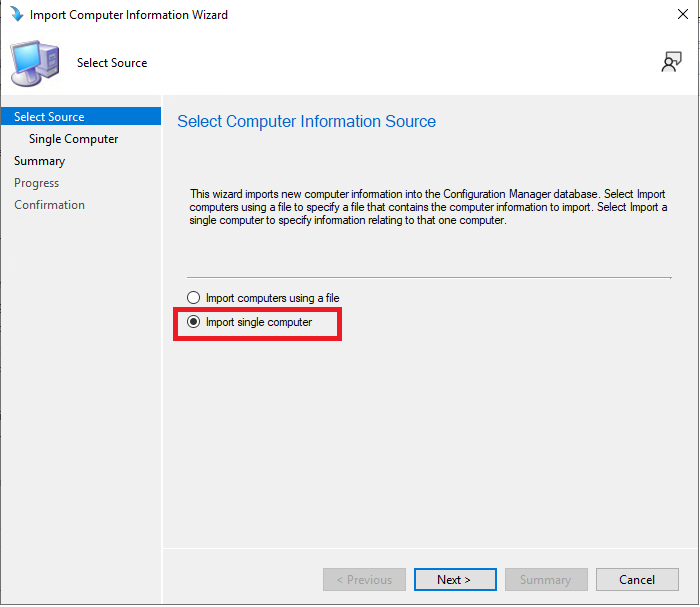 Import Computer Information Wizard
Select Source
Select Source
Single Computer
Summary
Progress
Confirmation
Select Computer Information Source
This wizard imports new computer information into the Configuration Manager database. Select Import
computers using a file to specify a file that contains the computer information to import. Select Import a
single computer to specify information relating to that one computer.
Import computers using a file
Import single computer
< Previous
Next >
Summary
Cancel